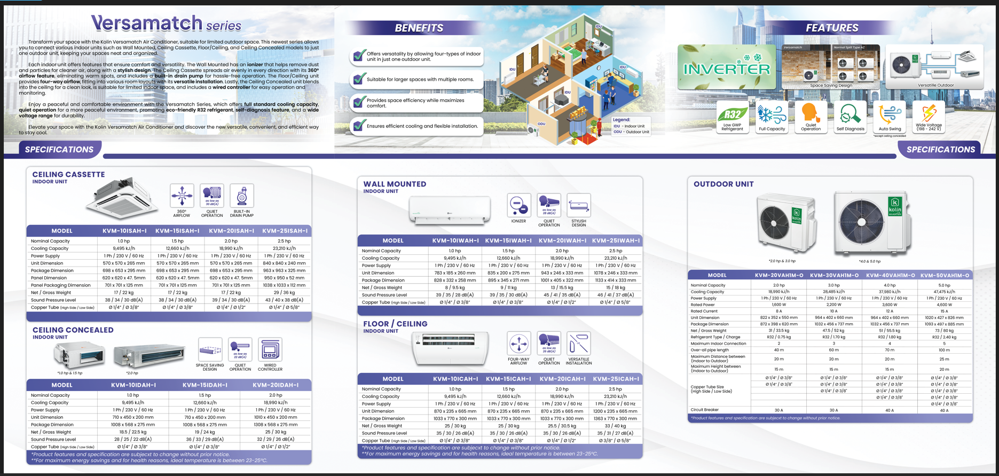 Versamatch series
Transform your space with the Kolin Versamatch Air Conditioner, suitable for limited outdoor space. This newest series allows
you to connect various indoor units such as Wall Mounted, Ceiling Cassette, Floor/Ceiling, and Ceiling Concealed models to just
one outdoor unit, keeping your spaces neat and organized.
Each indoor unit offers features that ensure comfort and versatility. The Wall Mounted has an ionizer that helps remove dust
and particles for cleaner air, along with a stylish design. The Ceiling Cassette spreads air evenly in every direction with its 360°
airflow feature, eliminating warm spots, and includes a built-in drain pump for hassle-free operation. The Floor/Ceiling unit
provides four-way airflow, fitting into various room layouts with its versatile installation. Lastly, the Ceiling Concealed unit blends
into the ceiling for a clean look, is suitable for limited indoor space, and includes a wired controller for easy operation and
monitoring.
Enjoy a peaceful and comfortable environment with the Versamatch Series, which offers full standard cooling capacity,
quiet operation for a more peaceful environment, promoting eco-friendly R32 refrigerant, self-diagnosis feature, and a wide
voltage range for durability.
Elevate your space with the Kolin Versamatch Air Conditioner and discover the new versatile, convenient, and efficient way
to stay cool.
BENEFITS
Offers versatality by allowing four-types of indoor
unit in just one outdoor unit.
Suitable for larger spaces with multiple rooms.
Provides space efficiency while maximizes
comfort.
Ensures efficient cooling and flexible installation.
IDU
IDU
IDU
IDU
ODU
Legend:
IDU - Indoor Unit
ODU - Outdoor Unit
FEATURES
INVERTER
Versamatch
Normal Split Type AC
Space Saving Design
Versatile Outdoor
R32
Low GWP
Refrigerant
Full Capacity
Quiet
Operation
Self Diagnosis
Auto Swing
*except ceiling concealed
Wide Voltage
(198 - 242 V)
SPECIFICATIONS
SPECIFICATIONS
CEILING CASSETTE
INDOOR UNIT
360°
AIRFLOW
as low as
30 dB(A)
QUIET
OPERATION
BUILT-IN
DRAIN PUMP
MODEL KVM-10ISAH-I KVM-15ISAH-I KVM-20ISAH-I KVM-25ISAH-I
Nominal Capacity 1.0 hp 1.5 hp 2.0 hp 2.5 hp
Cooling Capacity 9,495 kJ/h 12,660 kJ/h 18,990 kJ/h 23,210 kJ/h
Power Supply 1 Ph / 230 V / 60 Hz 1 Ph / 230 V / 60 Hz 1 Ph / 230 V / 60 Hz 1 Ph / 230 V / 60 Hz
Unit Dimension 570 x 570 x 265 mm 570 x 570 x 265 mm 570 x 570 x 265 mm 840 x 840 x 240 mm
Package Dimension 698 x 653 x 295 mm 698 x 653 x 295 mm 698 x 653 x 295 mm 963 x 963 x 325 mm
Panel Dimension 620 x 620 x 47. 5mm 620 x 620 x 47. 5mm 620 x 620 x 47. 5mm 950 x 950 x 52 mm
Panel Packaging Dimension 701 x 701 x 125 mm 701 x 701 x 125 mm 701 x 701 x 125 mm 1038 x 1033 x 112 mm
Net / Gross Weight 17 / 22 kg 17 / 22 kg 17 / 22 kg 29 / 36 kg
Sound Pressure Level 38 / 34 / 30 dB(A) 38 / 34 / 30 dB(A) 39 / 34 / 30 dB(A) 43 / 40 x 38 dB(A)
Copper Tube (High Side / Low Side) Ø 1/4" / Ø 3/8" Ø 1/4" / Ø 3/8" Ø 1/4" / Ø 1/2" Ø 1/4" / Ø 5/8"
CEILING CONCEALED
INDOOR UNIT
*1.0 hp & 1.5 hp
*2.0 hp
SPACE SAVING
DESIGN
as low as
22 dB(A)
QUIET
OPERATION
WIRED
CONTROLLER
MODEL KVM-10IDAH-I KVM-15IDAH-I KVM-20IDAH-I
Nominal Capacity 1.0 hp 1.5 hp 2.0 hp
Cooling Capacity 9,495 kJ/h 12,660 kJ/h 18,990 kJ/h
Power Supply 1 Ph / 230 V / 60 Hz 1 Ph / 230 V / 60 Hz 1 Ph / 230 V / 60 Hz
Unit Dimension 710 x 450 x 200 mm 710 x 450 x 200 mm 1010 x 450 x 200 mm
Package Dimension 1008 x 568 x 275 mm 1008 x 568 x 275 mm 1308 x 568 x 275 mm
Net / Gross Weight 18.5 / 22.5 kg 19 / 24 kg 25 / 30 kg
Sound Pressure Level 28 / 25 / 22 dB(A) 36 / 33 / 29 dB(A) 32 / 29 / 26 dB(A)
Copper Tube (High Side / Low Side) Ø 1/4" / Ø 3/8" Ø 1/4" / Ø 3/8" Ø 1/4" / Ø 1/2"
*Product features and specification are subjecxt to change without prior notice.
**For maximum energy savings and for health reasons, ideal temperature is between 23-25°C.
WALL MOUNTED
INDOOR UNIT
IONIZER
as low as
28 dB(A)
QUIET
OPERATION
STYLISH
DESIGN
MODEL KVM-10IWAH-I KVM-15IWAH-I KVM-20IWAH-I KVM-25IWAH-I
Nominal Capacity 1.0 hp 1.5 hp 2.0 hp 2.5 hp
Cooling Capacity 9,495 kJ/h 12,660 kJ/h 18,990 kJ/h 23,210 kJ/h
Power Supply 1 Ph / 230 V / 60 Hz 1 Ph / 230 V / 60 Hz 1 Ph / 230 V / 60 Hz 1 Ph / 230 V / 60 Hz
Unit Dimension 783 x 185 x 260 mm 835 x 200 x 275 mm 943 x 246 x 333 mm 1078 x 246 x 333 mm
Package Dimension 828 x 332 x 258 mm 895 x 345 x 271 mm 1001 x 405 x 322 mm 1133 x 414 x 333 mm
Net / Gross Weight 8 / 9.5 kg 9 / 11 kg 13 / 15.5 kg 15 / 18 kg
Sound Pressure Level 39 / 35 / 28 dB(A) 39 / 35 / 30 dB(A) 45 / 41 / 35 dB(A) 46 / 41 / 37 dB(A)
Copper Tube (High Side / Low Side) Ø 1/4" / Ø 3/8" Ø 1/4" / Ø 3/8" Ø 1/4" / Ø 1/2" Ø 1/4" / Ø 5/8"
FLOOR / CEILING
INDOOR UNIT
FOUR-WAY
AIRFLOW
as low as
26 dB(A)
QUIET
OPERATION
OR
VERSATILLE
INSTALLATION
MODEL KVM-10ICAH-I KVM-15ICAH-I KVM-20ICAH-I KVM-25ICAH-I
Nominal Capacity 1.0 hp 1.5 hp 2.0 hp 2.5 hp
Cooling Capacity 9,495 kJ/h 12,660 kJ/h 18,990 kJ/h 23,210 kJ/h
Power Supply 1 Ph / 230 V / 60 Hz 1 Ph / 230 V / 60 Hz 1 Ph / 230 V / 60 Hz 1 Ph / 230 V / 60 Hz
Unit Dimension 870 x 235 x 665 mm 870 x 235 x 665 mm 870 x 235 x 665 mm 1200 x 235 x 665 mm
Package Dimension 1033 x 770 x 300 mm 1033 x 770 x 300 mm 1033 x 770 x 300 mm 1363 x 770 x 300 mm
Net / Gross Weight 25 / 30 kg 25 / 30 kg 25.5 / 30.5 kg 33 / 40 kg
Sound Pressure Level 35 / 30 / 26 dB(A) 35 / 30 / 26 dB(A) 35 / 30 / 26 dB(A) 35 / 31 / 27 dB(A)
Copper Tube (High Side / Low Side) Ø 1/4" / Ø 3/8" Ø 1/4" / Ø 3/8" Ø 1/4" / Ø 1/2" Ø 3/8" / Ø 5/8"
*Product features and specification are subjecxt to change without prior notice.
**For maximum energy savings and for health reasons, ideal temperature is between 23-25°C.
OUTDOOR UNIT
k
kolin
INVERTER
k
kolin
INVERTER
*2.0 hp & 3.0 hp
*4.0 & 5.0 hp
MODEL KVM-20VAH1M-O KVM-30VAH1M-O KVM-40VAH1M-O KVM-50VAH1M-O
Nominal Capacity 2.0 hp 3.0 hp 4.0 hp 5.0 hp
Cooling Capacity 18,990 kJ/h 28,485 kJ/h 37,980 kJ/h 47,475 kJ/h
Power Supply 1 Ph / 230 V / 60 Hz 1 Ph / 230 V / 60 Hz 1 Ph / 230 V / 60 Hz 1 Ph / 230 V / 60 Hz
Rated Power 1,600 W 2,200 W 3,600 W 4,600 W
Rated Current 8 A 10 A 12 A 15 A
Unit Dimension 822 x 352 x 550 mm 964 x 402 x 660 mm 964 x 402 x 660 mm 1020 x 427 x 826 mm
Package Dimension 872 x 398 x 620 mm 1032 x 456 x 737 mm 1032 x 456 x 737 mm 1093 x 497 x 885 mm
Net / Gross Weight 31 / 33.5 kg 47.5 / 52 kg 51 / 55.5 kg 73 / 80 kg
Refrigerant Type / Charge R32 / 0.75 kg R32 / 1.70 kg R32 / 1.80 kg R32 / 2.40 kg
Maximum Indoor Connection 2 3 4 5
Over-all pipe length 40 m 60 m 70 m 100 m
Maximum Distance between
(Indoor to Outdoor) 20 m 20 m 20 m 25 m
Maximum Height between
(Indoor to Outdoor) 15 m 15 m 15 m 20 m
Copper Tube Size
(High Side / Low Side)
Ø 1/4" / Ø 3/8" Ø 1/4" / Ø 3/8" Ø 1/4" / Ø 3/8" Ø 1/4" / Ø 3/8"
Ø 1/4" / Ø 3/8" Ø 1/4" / Ø 3/8" Ø 1/4" / Ø 3/8" Ø 1/4" / Ø 3/8"
Ø 1/4" / Ø 3/8" Ø 1/4" / Ø 3/8" Ø 1/4" / Ø 3/8"
Ø 1/4" / Ø 3/8" Ø 1/4" / Ø 3/8"
Ø 1/4" / Ø 3/8"
Circuit Breaker 30 A 30 A 40 A 40 A
*Product features and specification are subjecxt to change without prior notice.